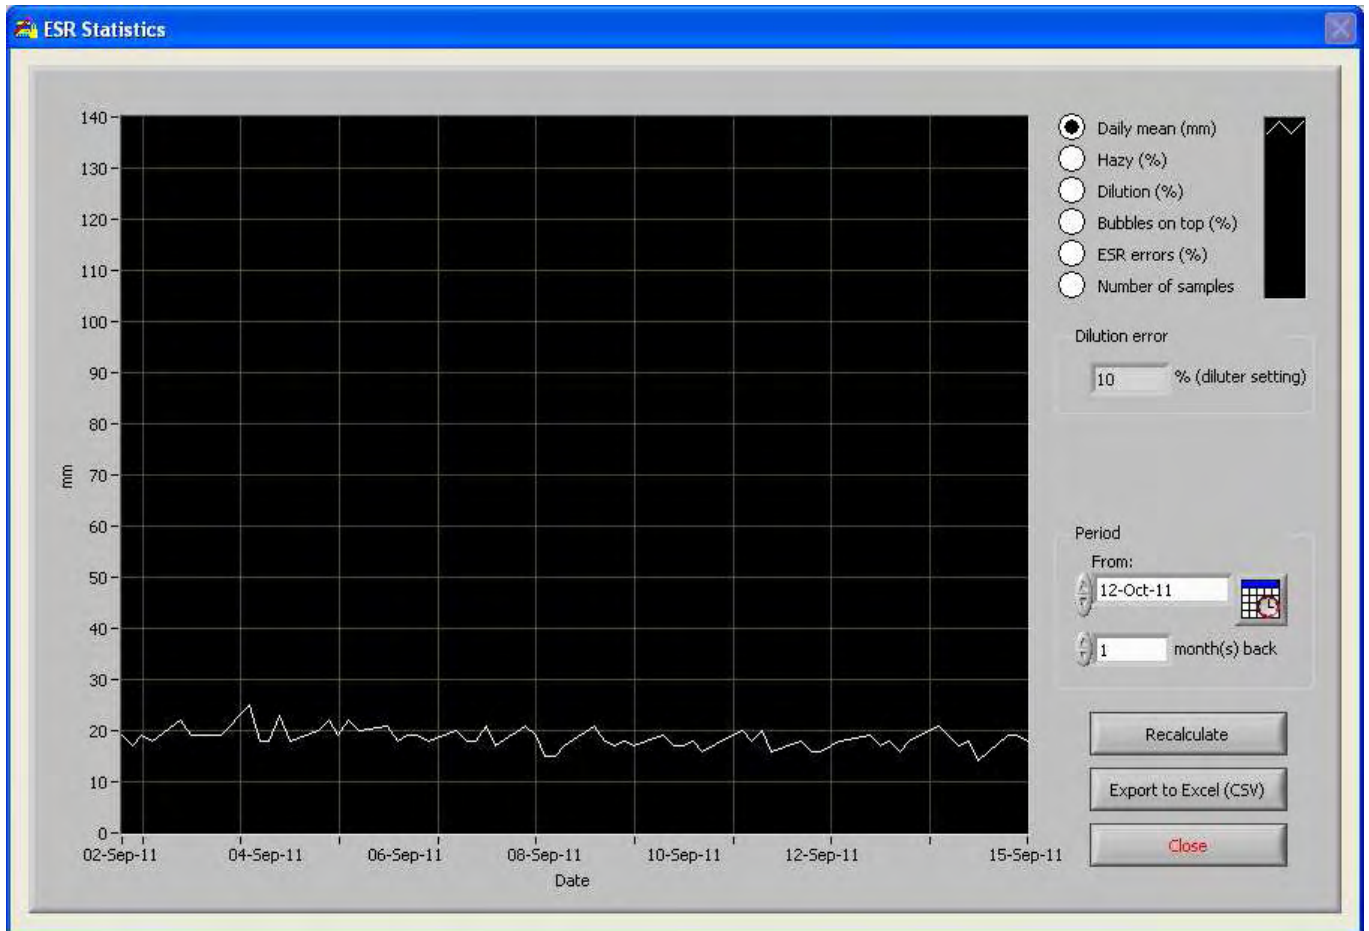 ESR Statistics
140
130
120
110
100
90
80
70
60
50
40
30
20
10
0
mm
02-Sep-11
04-Sep-11
06-Sep-11
08-Sep-11
10-Sep-11
12-Sep-11
15-Sep-11
Date
Daily mean (mm)
Hazy (%)
Dilution (%)
Bubbles on top (%)
ESR errors (%)
Number of samples
Dilution error
10 % (diluter setting)
Period
From:
12-Oct-11
1 month(s) back
Recalculate
Export to Excel (CSV)
Close